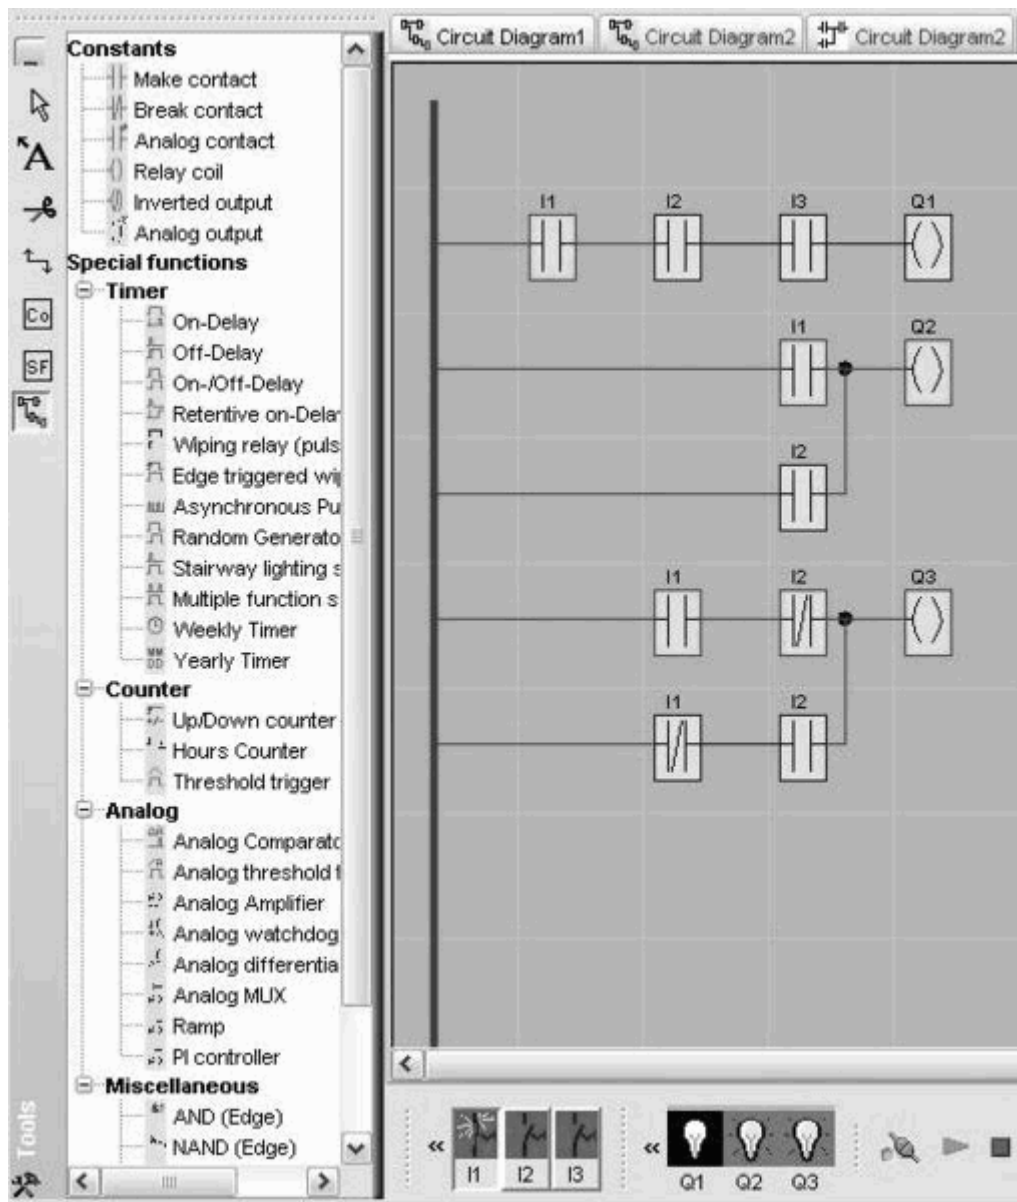 Constants
Make contact
Break contact
Analog contact
Relay coil
Inverted output
Analog output
Special functions
Timer
On-Delay
Off-Delay
On-/Off-Delay
Retentive on-Delay
Wiping relay (puls
Edge triggered wip
Asynchronous Pu
Random Generato
Stairway lighting s
Multiple function s
Weekly Timer
Yearly Timer
Counter
Up/Down counter
Hours Counter
Threshold trigger
Analog
Analog Comparato
Analog threshold t
Analog Amplifier
Analog watchdog
Analog differentia
Analog MUX
Ramp
PI controller
Miscellaneous
AND (Edge)
NAND (Edge)
A
Co
SF
Tools
Circuit Diagram1
Circuit Diagram2
Circuit Diagram2
I1 I2 I3 Q1
I1 Q2
I2
I1 I2 Q3
I1 I2
« I1 I2 I3
« Q1 Q2 Q3